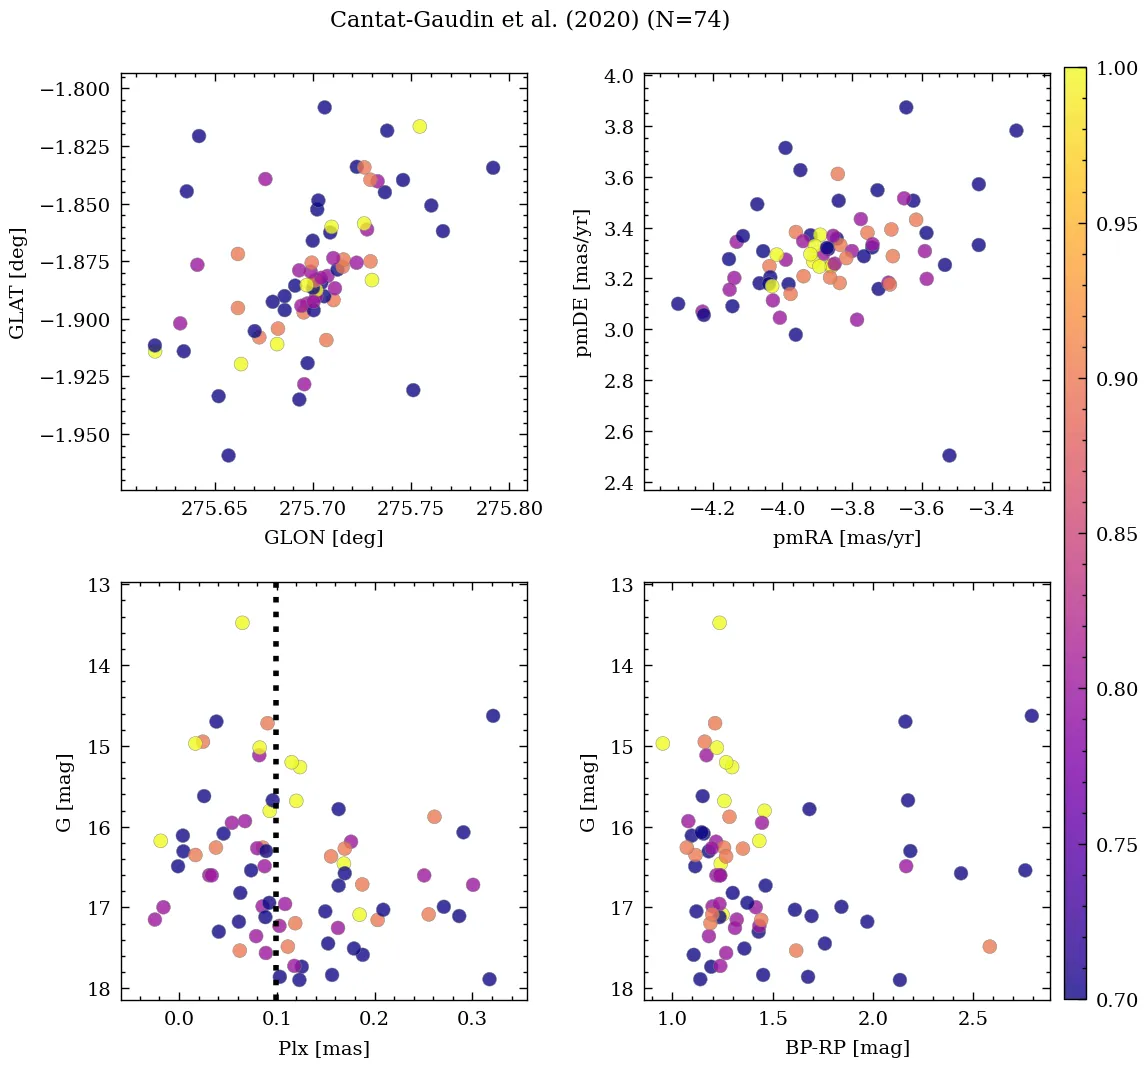 Cantat-Gaudin et al. (2020) (N=74)
−1.800
−1.825
−1.850
−1.875
−1.900
−1.925
−1.950
GLAT [deg]
275.65 275.70 275.75 275.80
GLON [deg]
4.0
3.8
3.6
3.4
3.2
3.0
2.8
2.6
2.4
pmDE [mas/yr]
−4.2 −4.0 −3.8 −3.6 −3.4
pmRA [mas/yr]
13
14
15
16
17
18
G [mag]
0.0 0.1 0.2 0.3
Plx [mas]
13
14
15
16
17
18
G [mag]
1.0 1.5 2.0 2.5
BP-RP [mag]
1.00
0.95
0.90
0.85
0.80
0.75
0.70